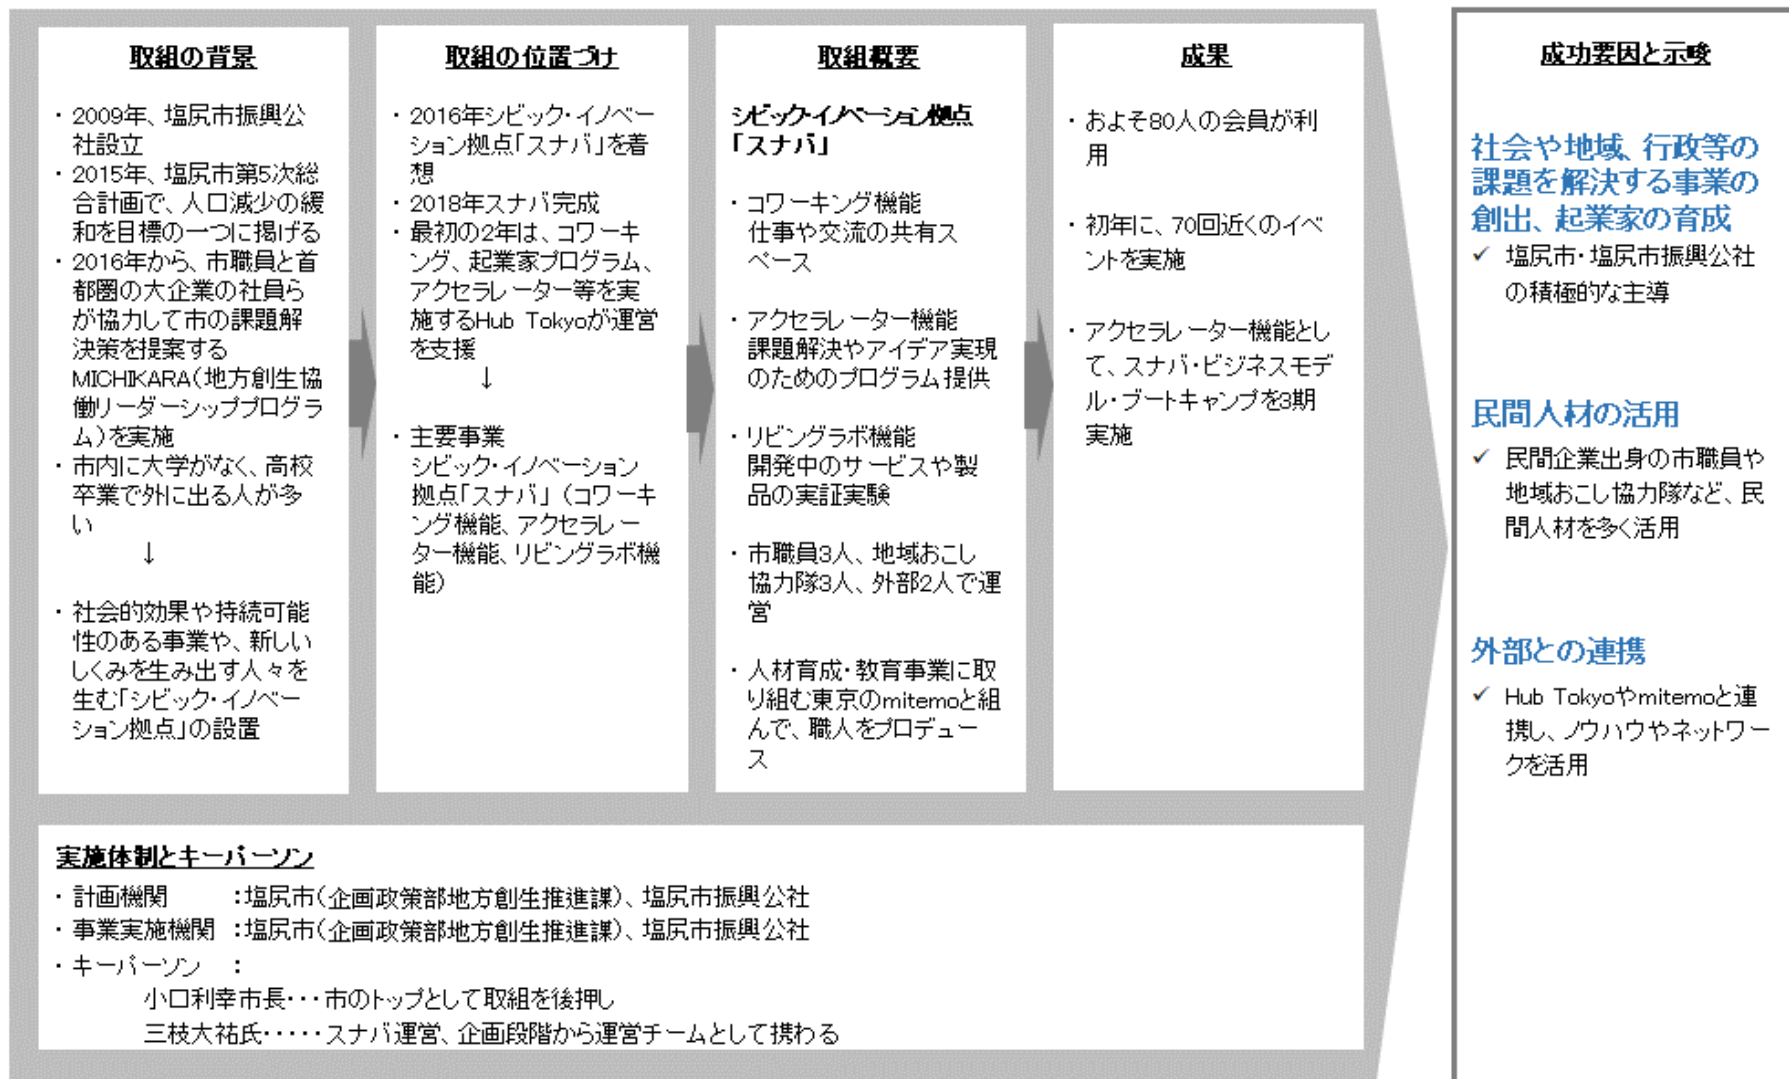 取組の背景
・2009年、塩尻市振興公
社設立
・2015年、塩尻市第5次総
合計画で、人口減少の緩
和を目標の一つに掲げる
・2016年から、市職員と首
都圏の大企業の社員ら
が協力して市の課題解
決策を提案する
MICHIKARA(地方創生協
働リーダーシッププログラ
ム)を実施
・市内に大学がなく、高校
卒業で外に出る人が多
い
↓
・社会的効果や持続可能
性のある事業や、新しい
しくみを生み出す人々を
生む「シビック・イノベー
ション拠点」の設置
取組の位置づけ
・2016年シビック・イノベー
ション拠点「スナバ」を着
想
・2018年スナバ完成
・最初の2年は、コワーキ
ング、起業家プログラム、
アクセラレーター等を実
施するHub Tokyoが運営
を支援
↓
・主要事業
シビック・イノベーション
拠点「スナバ」(コワーキ
ング機能、アクセラレー
ター機能、リビングラボ機
能)
取組概要
シビック・イノベーション拠点
「スナバ」
・コワーキング機能
仕事や交流の共有ス
ペース
・アクセラレーター機能
課題解決やアイデア実現
のためのプログラム提供
・リビングラボ機能
開発中のサービスや製
品の実証実験
・市職員3人、地域おこし
協力隊3人、外部2人で運
営
・人材育成・教育事業に取
り組む東京のmitemoと組
んで、職人をプロデュー
ス
成果
・およそ80人の会員が利
用
・初年に、70回近くのイベ
ントを実施
・アクセラレーター機能とし
て、スナバ・ビジネスモデ
ル・ブートキャンプを3期
実施
成功要因と示唆
社会や地域、行政等の
課題を解決する事業の
創出、起業家の育成
✓ 塩尻市・塩尻市振興公社
の積極的な主導
民間人材の活用
✓ 民間企業出身の市職員や
地域おこし協力隊など、民
間人材を多く活用
外部との連携
✓ Hub Tokyoやmitemoと連
携し、ノウハウやネットワー
クを活用
実施体制とキーパーソン
・計画機関 :塩尻市(企画政策部地方創生推進課)、塩尻市振興公社
・事業実施機関 :塩尻市(企画政策部地方創生推進課)、塩尻市振興公社
・キーパーソン :
小口利幸市長・・・市のトップとして取組を後押し
三枝大祐氏・・・・・スナバ運営、企画段階から運営チームとして携わる